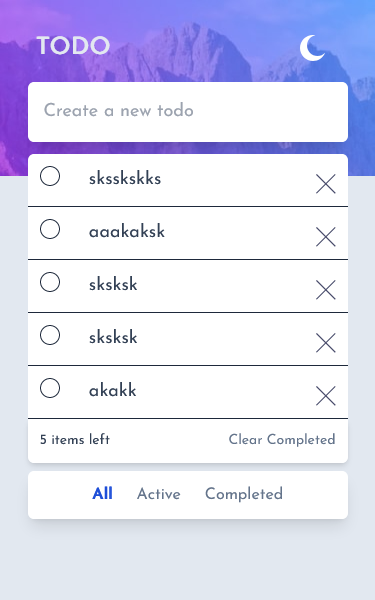 TODO
Create a new todo
sksskskks
aaakaksk
sksksk
sksksk
akakk
5 items left Clear Completed
All Active Completed